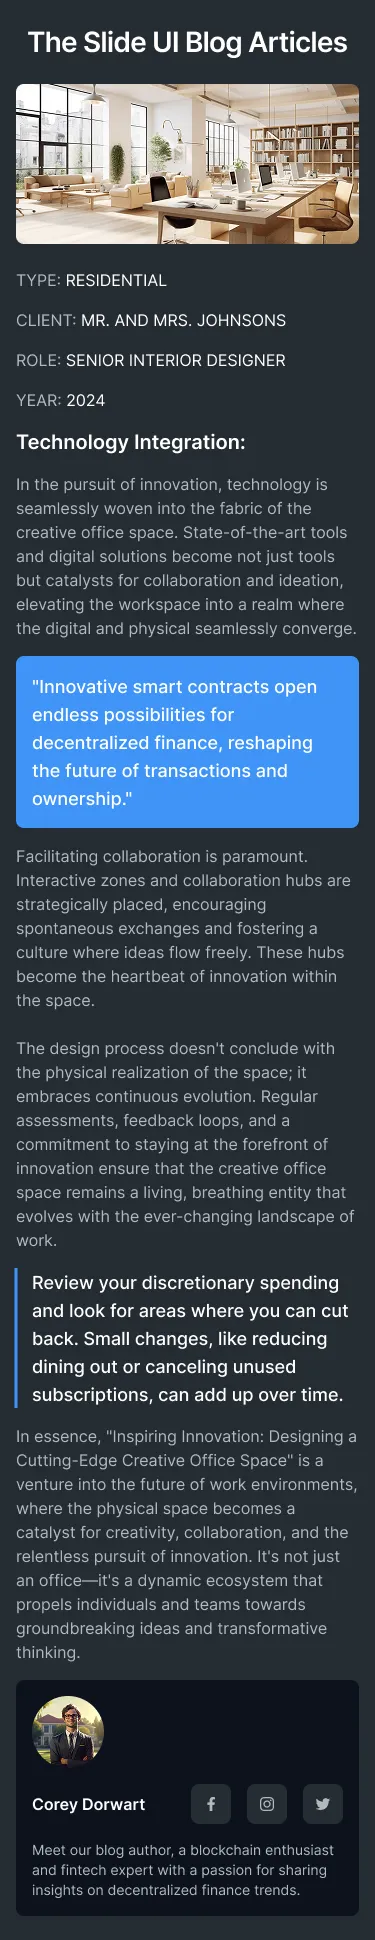 The Slide UI Blog Articles
TYPE: RESIDENTIAL
CLIENT: MR. AND MRS. JOHNSONS
ROLE: SENIOR INTERIOR DESIGNER
YEAR: 2024
Technology Integration:
In the pursuit of innovation, technology is
seamlessly woven into the fabric of the
creative office space. State-of-the-art tools
and digital solutions become not just tools
but catalysts for collaboration and ideation,
elevating the workspace into a realm where
the digital and physical seamlessly converge.
"Innovative smart contracts open
endless possibilities for
decentralized finance, reshaping
the future of transactions and
ownership."
Facilitating collaboration is paramount.
Interactive zones and collaboration hubs are
strategically placed, encouraging
spontaneous exchanges and fostering a
culture where ideas flow freely. These hubs
become the heartbeat of innovation within
the space.
The design process doesn't conclude with
the physical realization of the space; it
embraces continuous evolution. Regular
assessments, feedback loops, and a
commitment to staying at the forefront of
innovation ensure that the creative office
space remains a living, breathing entity that
evolves with the ever-changing landscape of
work.
Review your discretionary spending
and look for areas where you can cut
back. Small changes, like reducing
dining out or canceling unused
subscriptions, can add up over time.
In essence, "Inspiring Innovation: Designing a
Cutting-Edge Creative Office Space" is a
venture into the future of work environments,
where the physical space becomes a
catalyst for creativity, collaboration, and the
relentless pursuit of innovation. It's not just
an office—it's a dynamic ecosystem that
propels individuals and teams towards
groundbreaking ideas and transformative
thinking.
Corey Dorwart
Meet our blog author, a blockchain enthusiast
and fintech expert with a passion for sharing
insights on decentralized finance trends.